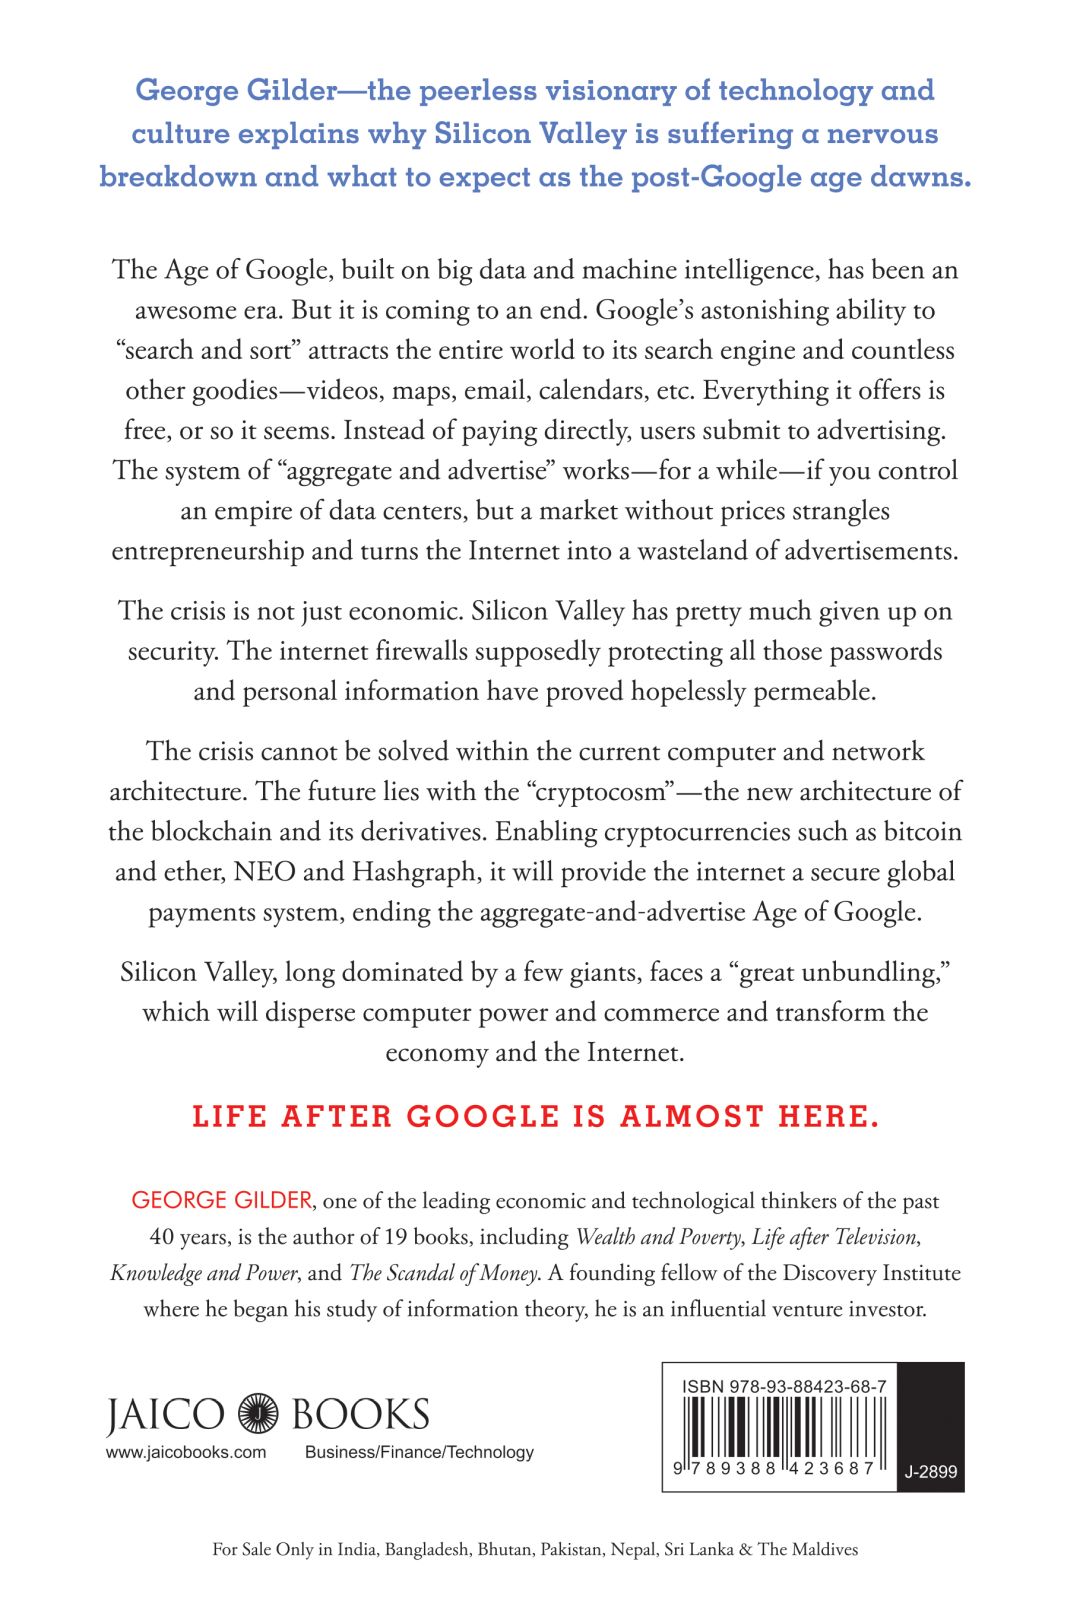 George Gilder—the peerless visionary of technology and
culture explains why Silicon Valley is suffering a nervous
breakdown and what to expect as the post-Google age dawns.
The Age of Google, built on big data and machine intelligence, has been an
awesome era. But it is coming to an end. Google’s astonishing ability to
“search and sort” attracts the entire world to its search engine and countless
other goodies—videos, maps, email, calendars, etc. Everything it offers is
free, or so it seems. Instead of paying directly, users submit to advertising.
The system of “aggregate and advertise” works—for a while—if you control
an empire of data centers, but a market without prices strangles
entrepreneurship and turns the Internet into a wasteland of advertisements.
The crisis is not just economic. Silicon Valley has pretty much given up on
security. The internet firewalls supposedly protecting all those passwords
and personal information have proved hopelessly permeable.
The crisis cannot be solved within the current computer and network
architecture. The future lies with the “cryptocosm”—the new architecture of
the blockchain and its derivatives. Enabling cryptocurrencies such as bitcoin
and ether, NEO and Hashgraph, it will provide the internet a secure global
payments system, ending the aggregate-and-advertise Age of Google.
Silicon Valley, long dominated by a few giants, faces a “great unbundling,”
which will disperse computer power and commerce and transform the
economy and the Internet.
LIFE AFTER GOOGLE IS ALMOST HERE.
GEORGE GILDER, one of the leading economic and technological thinkers of the past
40 years, is the author of 19 books, including Wealth and Poverty, Life after Television,
Knowledge and Power, and The Scandal of Money. A founding fellow of the Discovery Institute
where he began his study of information theory, he is an influential venture investor.
JAICO J BOOKS
www.jaicobooks.com Business/Finance/Technology
ISBN 978-93-88423-68-7
9 789388 423687
J-2899
For Sale Only in India, Bangladesh, Bhutan, Pakistan, Nepal, Sri Lanka & The Maldives